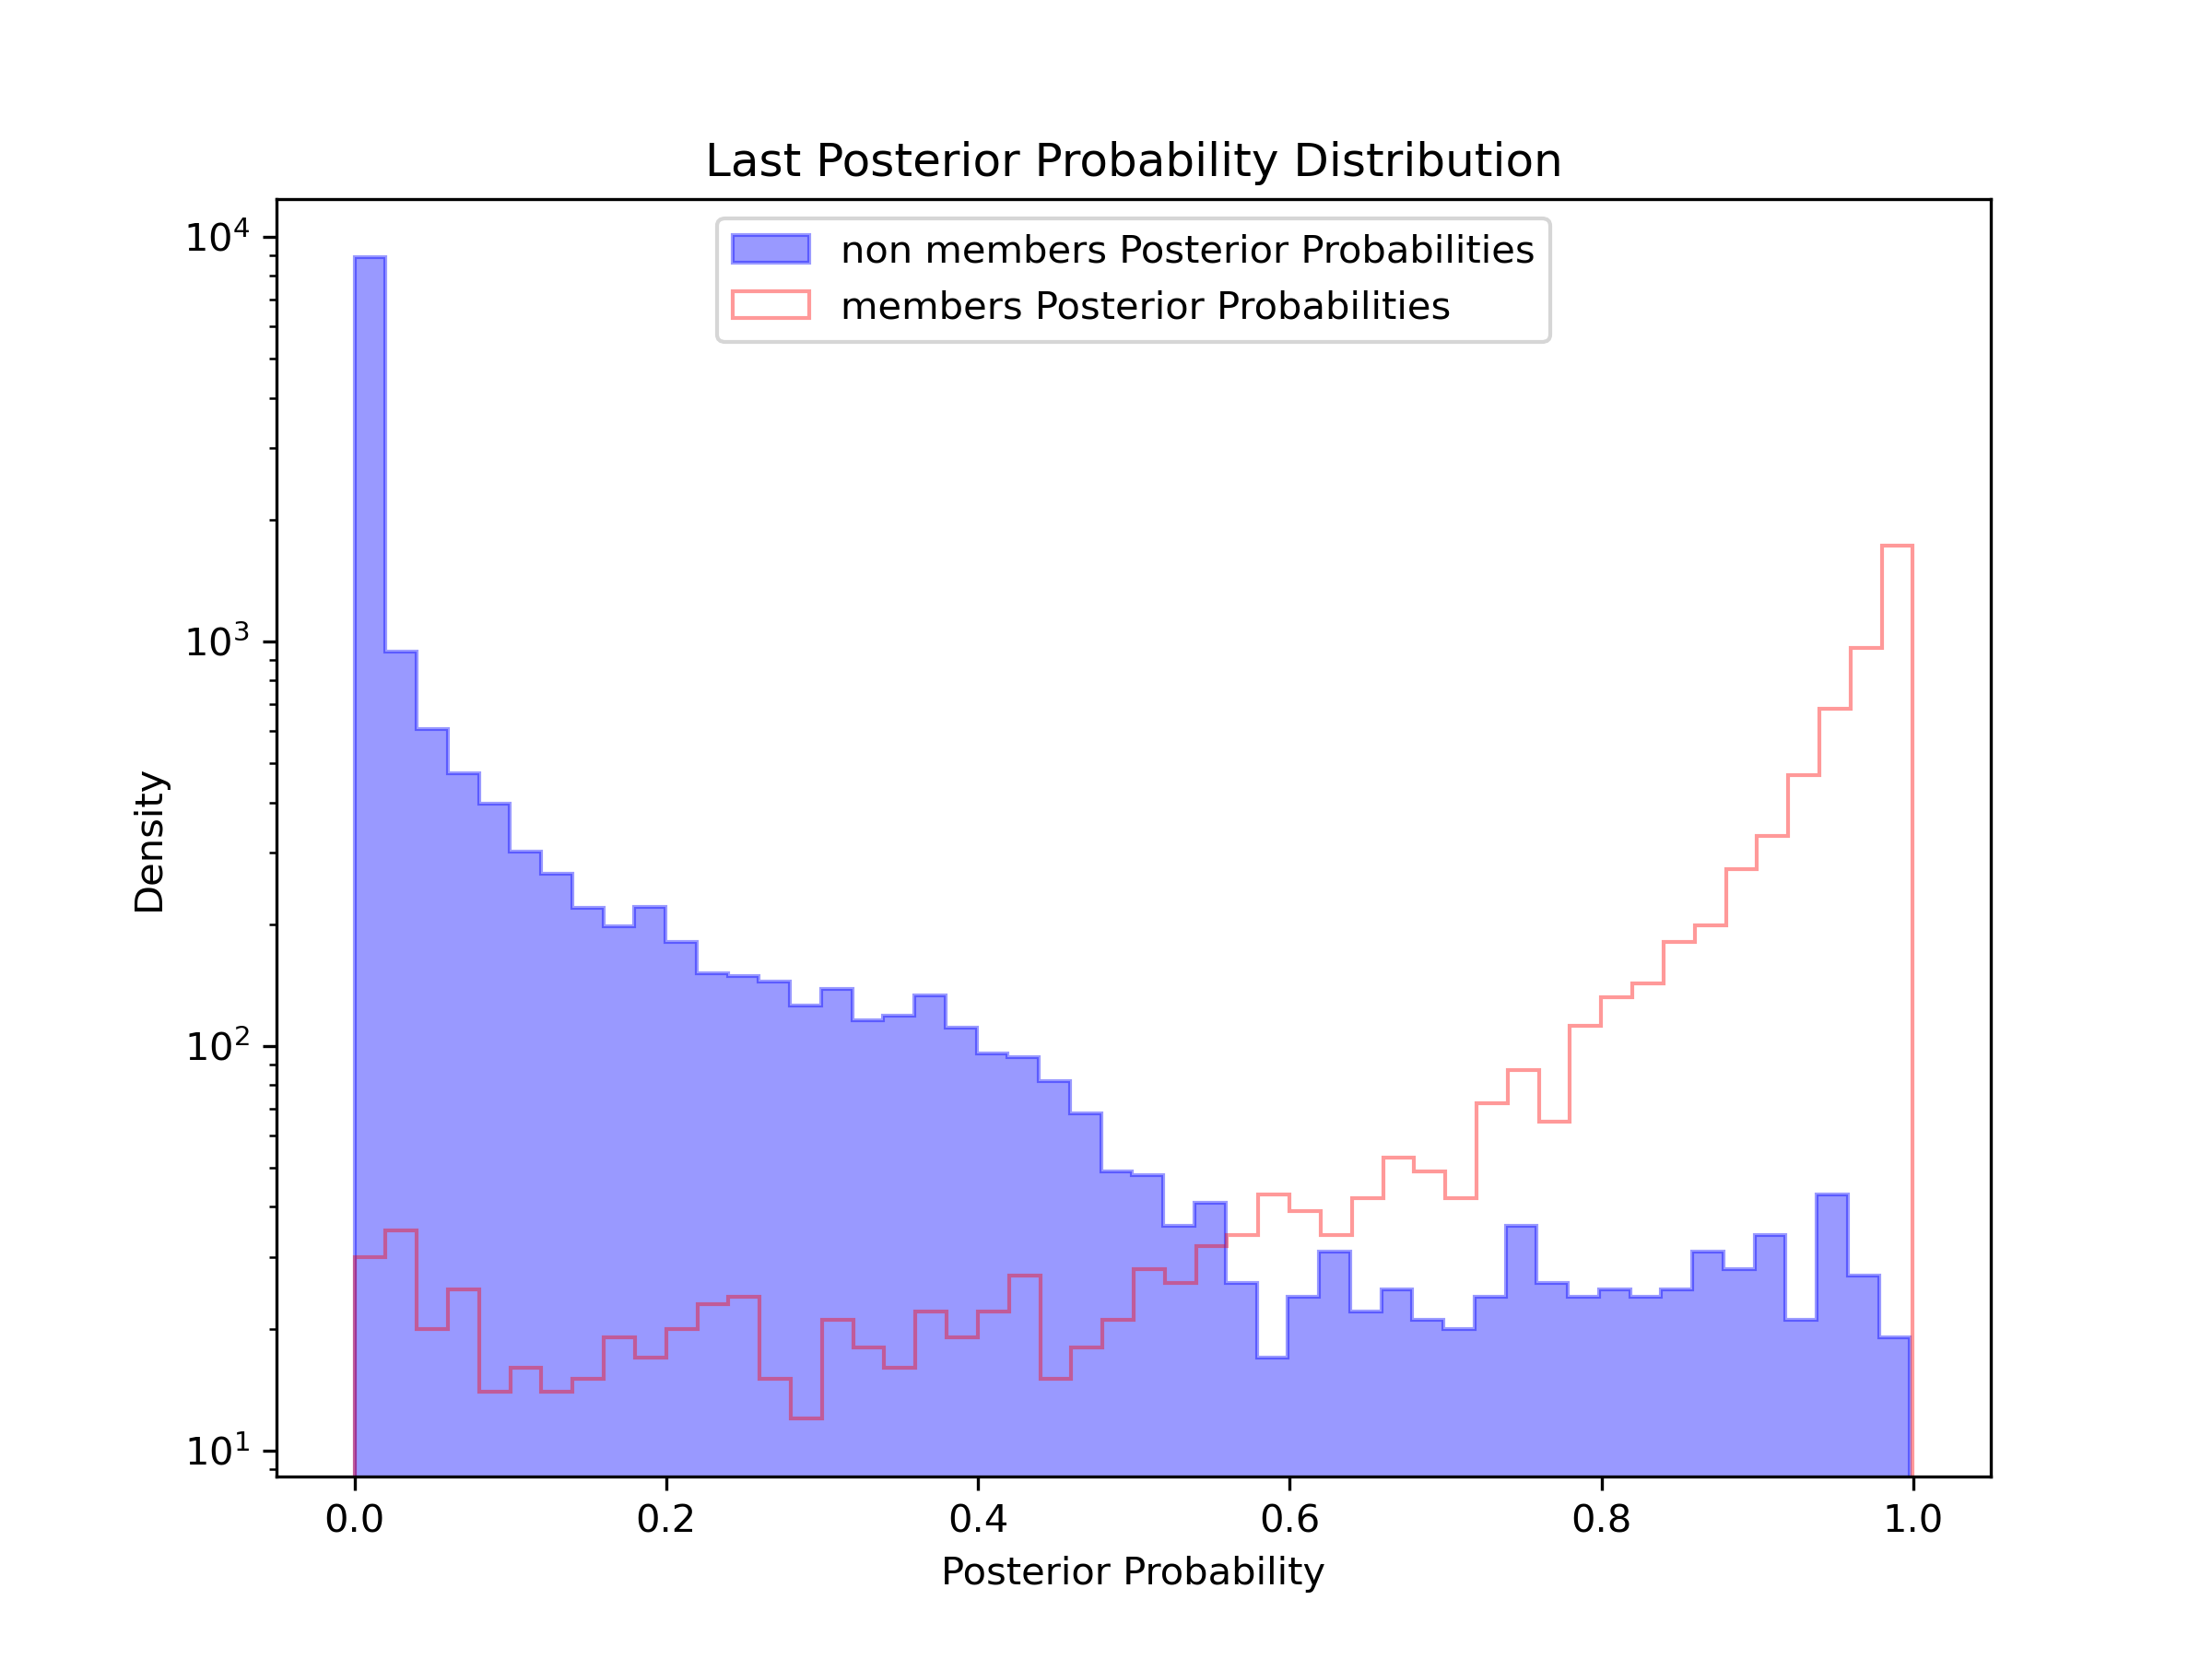 Last Posterior Probability Distribution
non members Posterior Probabilities
members Posterior Probabilities
Density
10⁴
10³
10²
10¹
0.0 0.2 0.4 0.6 0.8 1.0
Posterior Probability